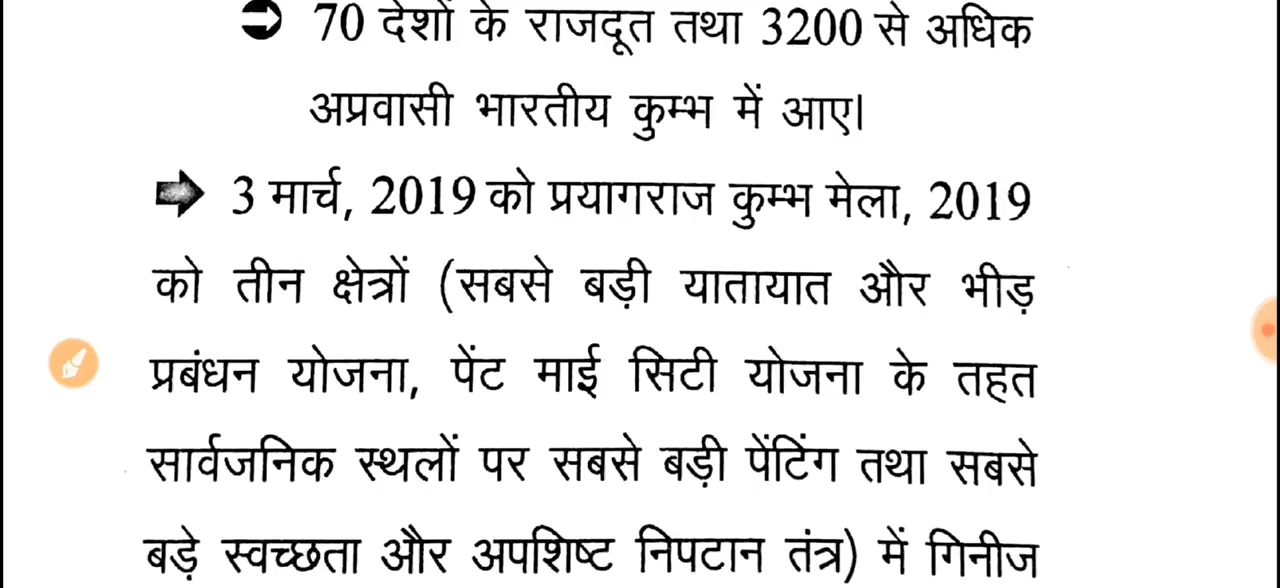 70 देशों के राजदूत तथा 3200 से अधिक
अप्रवासी भारतीय कुम्भ में आए।
3 मार्च, 2019 को प्रयागराज कुम्भ मेला, 2019
को तीन क्षेत्रों (सबसे बड़ी यातायात और भीड़
प्रबंधन योजना, पेंट माई सिटी योजना के तहत
सार्वजनिक स्थलों पर सबसे बड़ी पेंटिंग तथा सबसे
बड़े स्वच्छता और अपशिष्ट निपटान तंत्र) में गिनीज